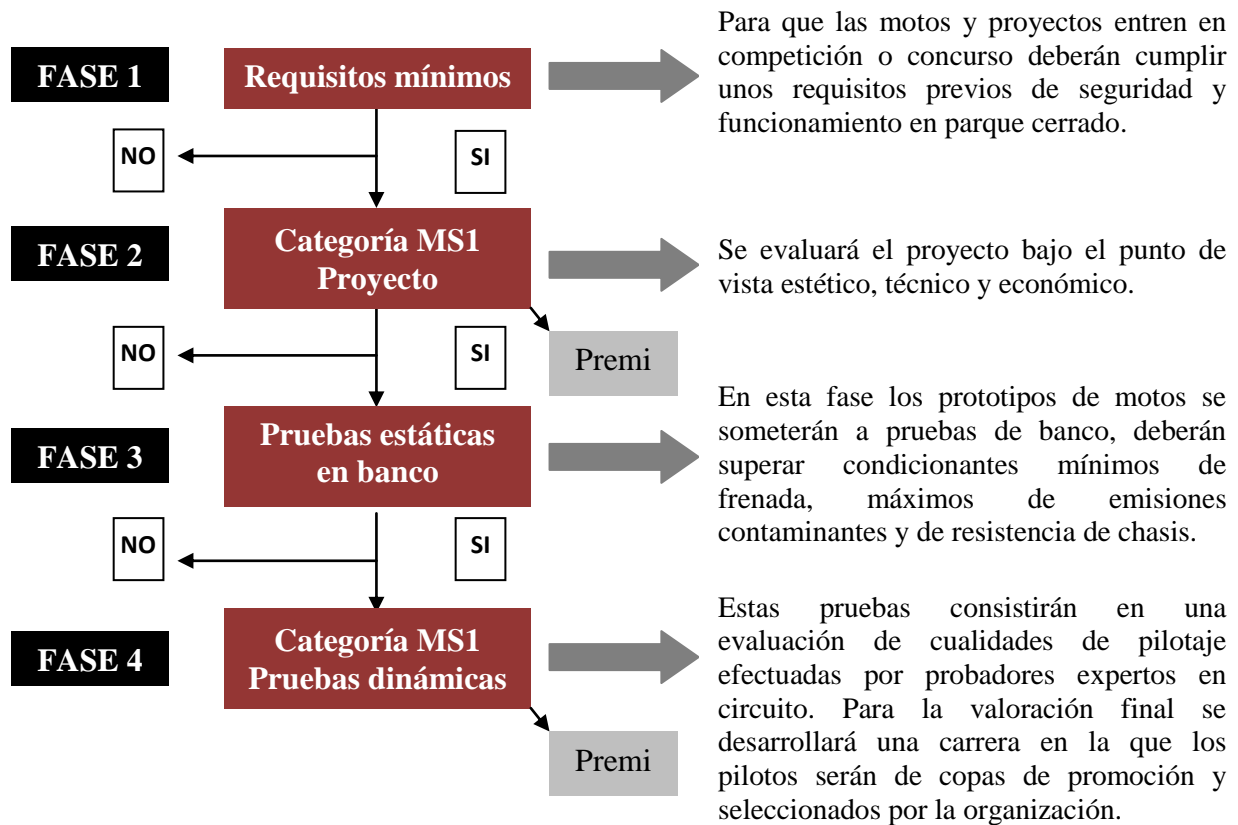 FASE 1
Requisitos mínimos
Para que las motos y proyectos entren en
competición o concurso deberán cumplir
unos requisitos previos de seguridad y
funcionamiento en parque cerrado.
NO
SI
FASE 2
Categoría MS1
Proyecto
Se evaluará el proyecto bajo el punto de
vista estético, técnico y económico.
NO
SI
Premi
FASE 3
Pruebas estáticas
en banco
En esta fase los prototipos de motos se
someterán a pruebas de banco, deberán
superar condicionantes mínimos de
frenada, máximos de emisiones
contaminantes y de resistencia de chasis.
NO
SI
FASE 4
Categoría MS1
Pruebas dinámicas
Estas pruebas consistirán en una
evaluación de cualidades de pilotaje
efectuadas por probadores expertos en
circuito. Para la valoración final se
desarrollará una carrera en la que los
pilotos serán de copas de promoción y
seleccionados por la organización.
Premi